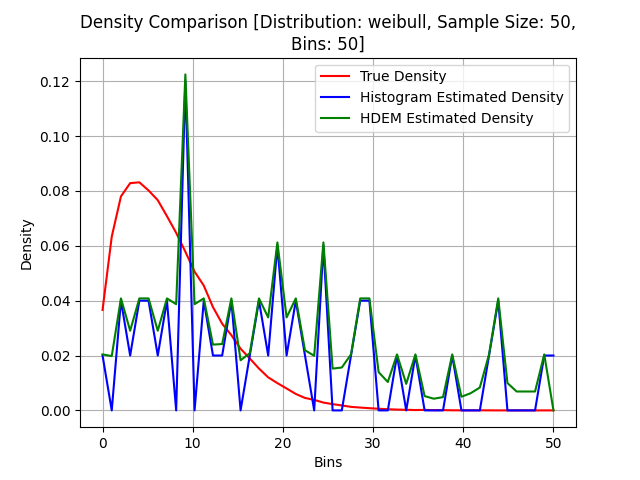 Density Comparison [Distribution: weibull, Sample Size: 50,
Bins: 50]
True Density
Histogram Estimated Density
HDEM Estimated Density
0.12
0.10
0.08
0.06
0.04
0.02
0.00
Density
0
10
20
30
40
50
Bins